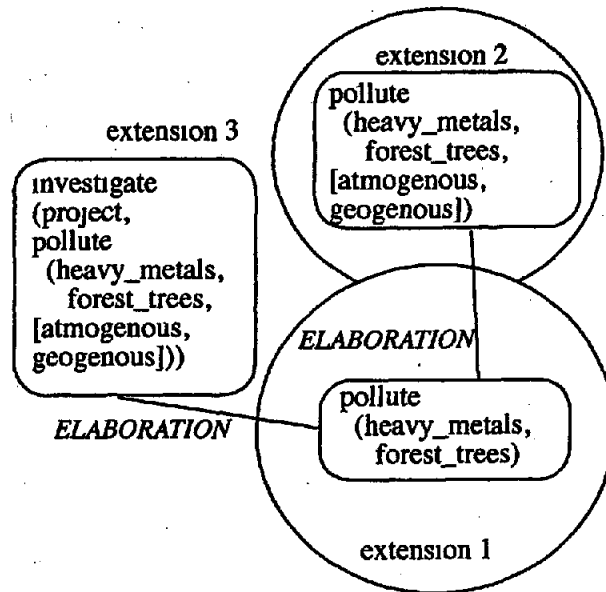 extension 2
pollute
(heavy_metals,
forest_trees,
[atmogenous,
geogenous])
extension 3
investigate
(project,
pollute
(heavy_metals,
forest_trees,
[atmogenous,
geogenous]))
ELABORATION
ELABORATION
pollute
(heavy_metals,
forest_trees)
extension 1